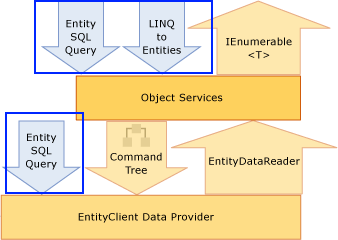 Entity
SQL
Query
LINQ
to
Entities
IEnumerable
<T>
Object Services
Entity
SQL
Query
Command
Tree
EntityDataReader
EntityClient Data Provider